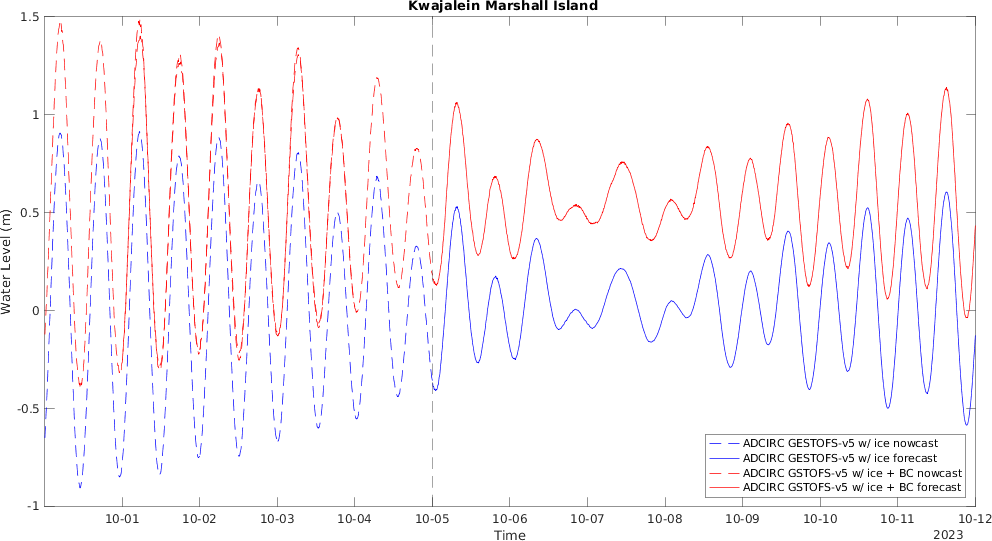 Kwajalein Marshall Island
Water Level (m)
1.5
1
0.5
0
-0.5
-1
10-01 10-02 10-03 10-04 10-05 10-06 10-07 10-08 10-09 10-10 10-11 10-12
Time
2023
ADCIRC GESTOFS-v5 w/ ice nowcast
ADCIRC GESTOFS-v5 w/ ice forecast
ADCIRC GSTOFS-v5 w/ ice + BC nowcast
ADCIRC GSTOFS-v5 w/ ice + BC forecast